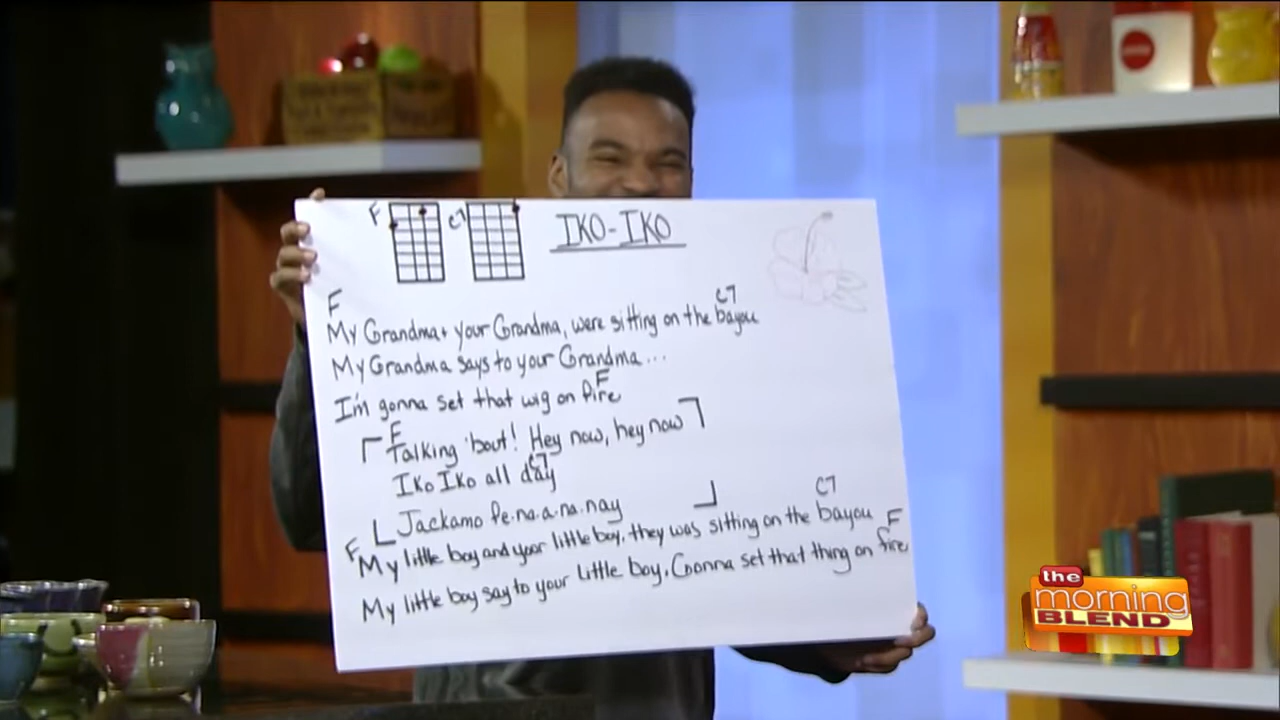 F C7 IKO-IKO
F C7
My Grandma + your Grandma, were sitting on the bayou
My Grandma says to your Grandma...
F
I'm gonna set that wig on fire
F
Talking 'bout! Hey now, hey now
C7
Iko Iko all day
Jackamo fe-na-a-na-nay
F C7
My little boy and your little boy, they was sitting on the bayou
F
My little boy say to your little boy, Gonna set that thing on fire
the
morning
BLEND